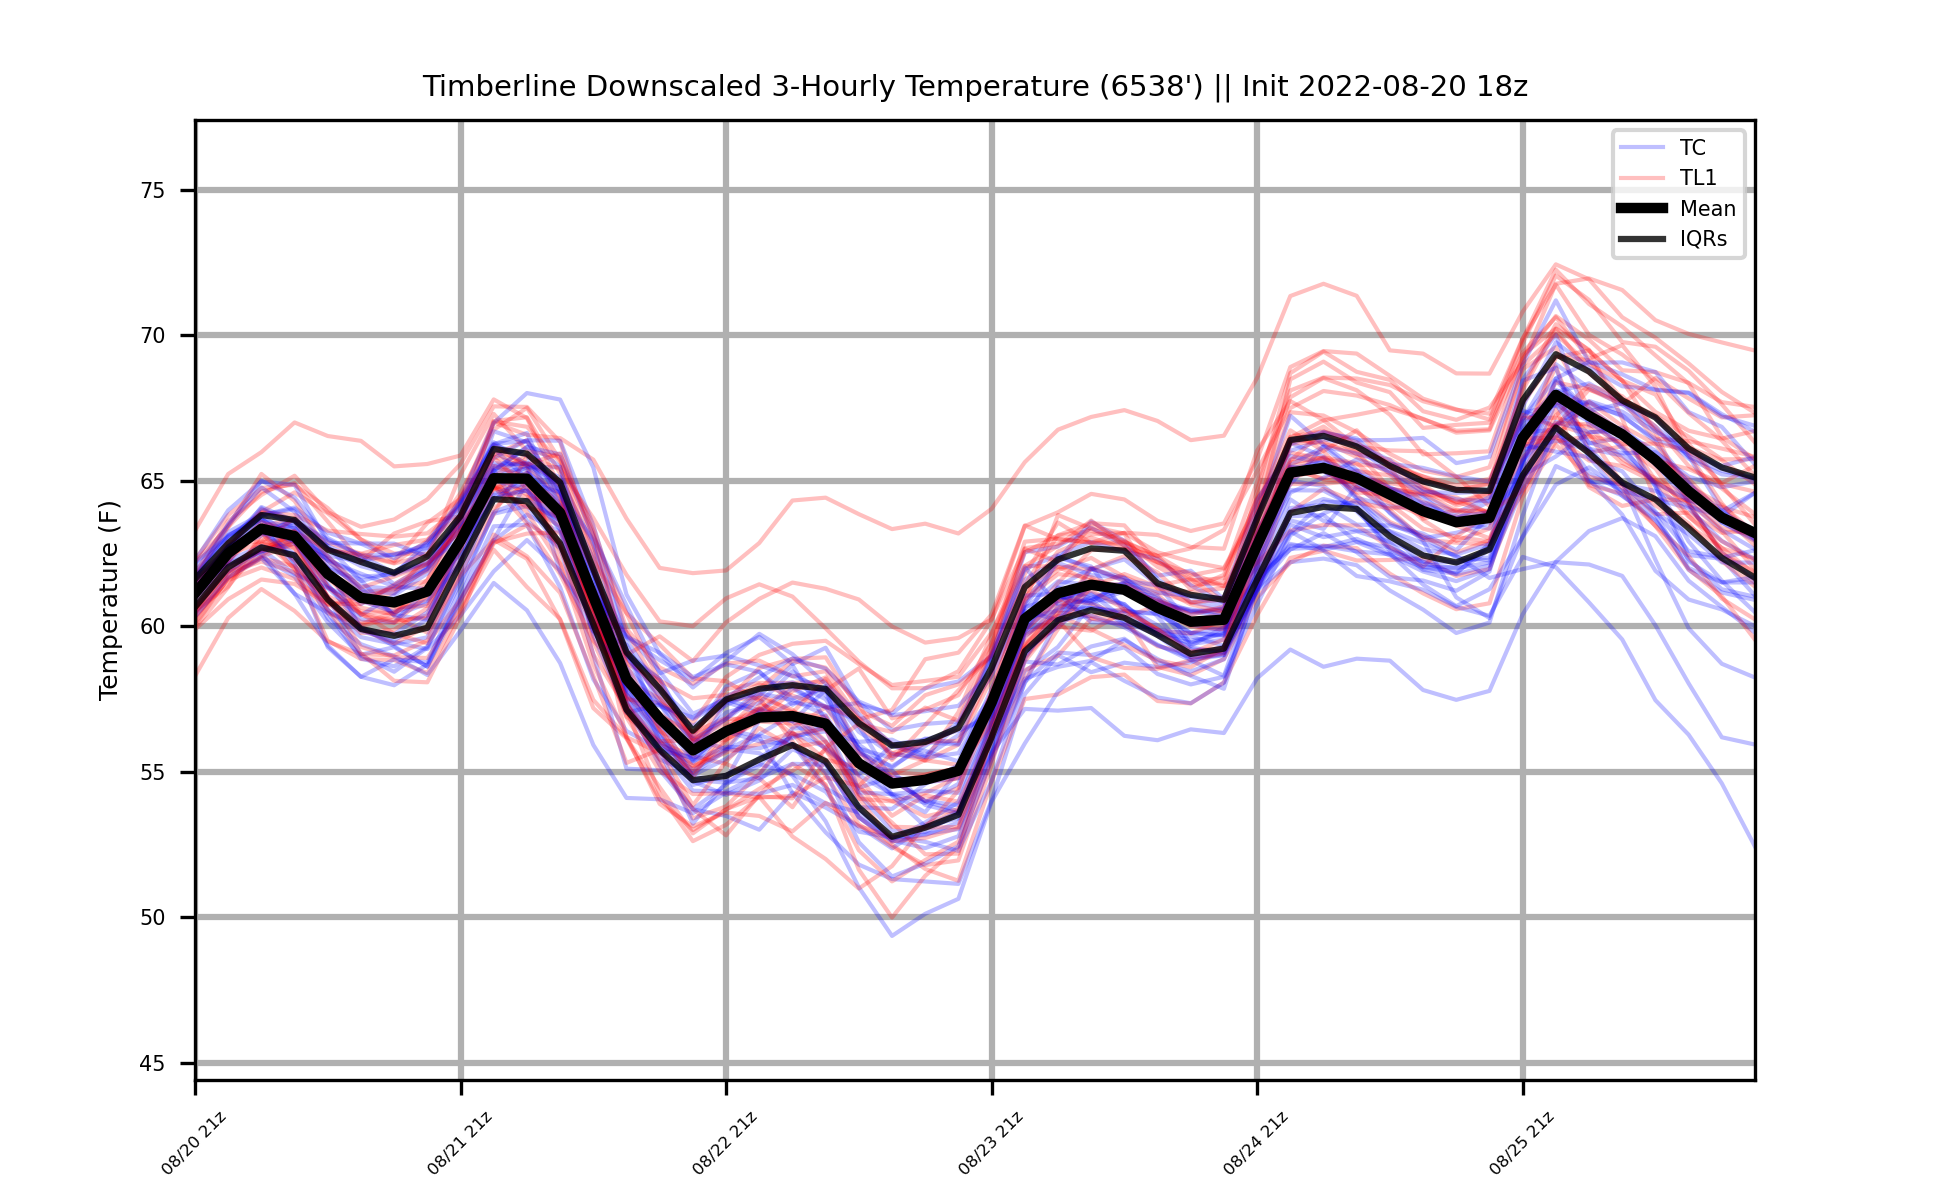 Timberline Downscaled 3-Hourly Temperature (6538') || Init 2022-08-20 18z
TC
TL1
Mean
IQRs
Temperature (F)
75
70
65
60
55
50
45
08/20 21z
08/21 21z
08/22 21z
08/23 21z
08/24 21z
08/25 21z